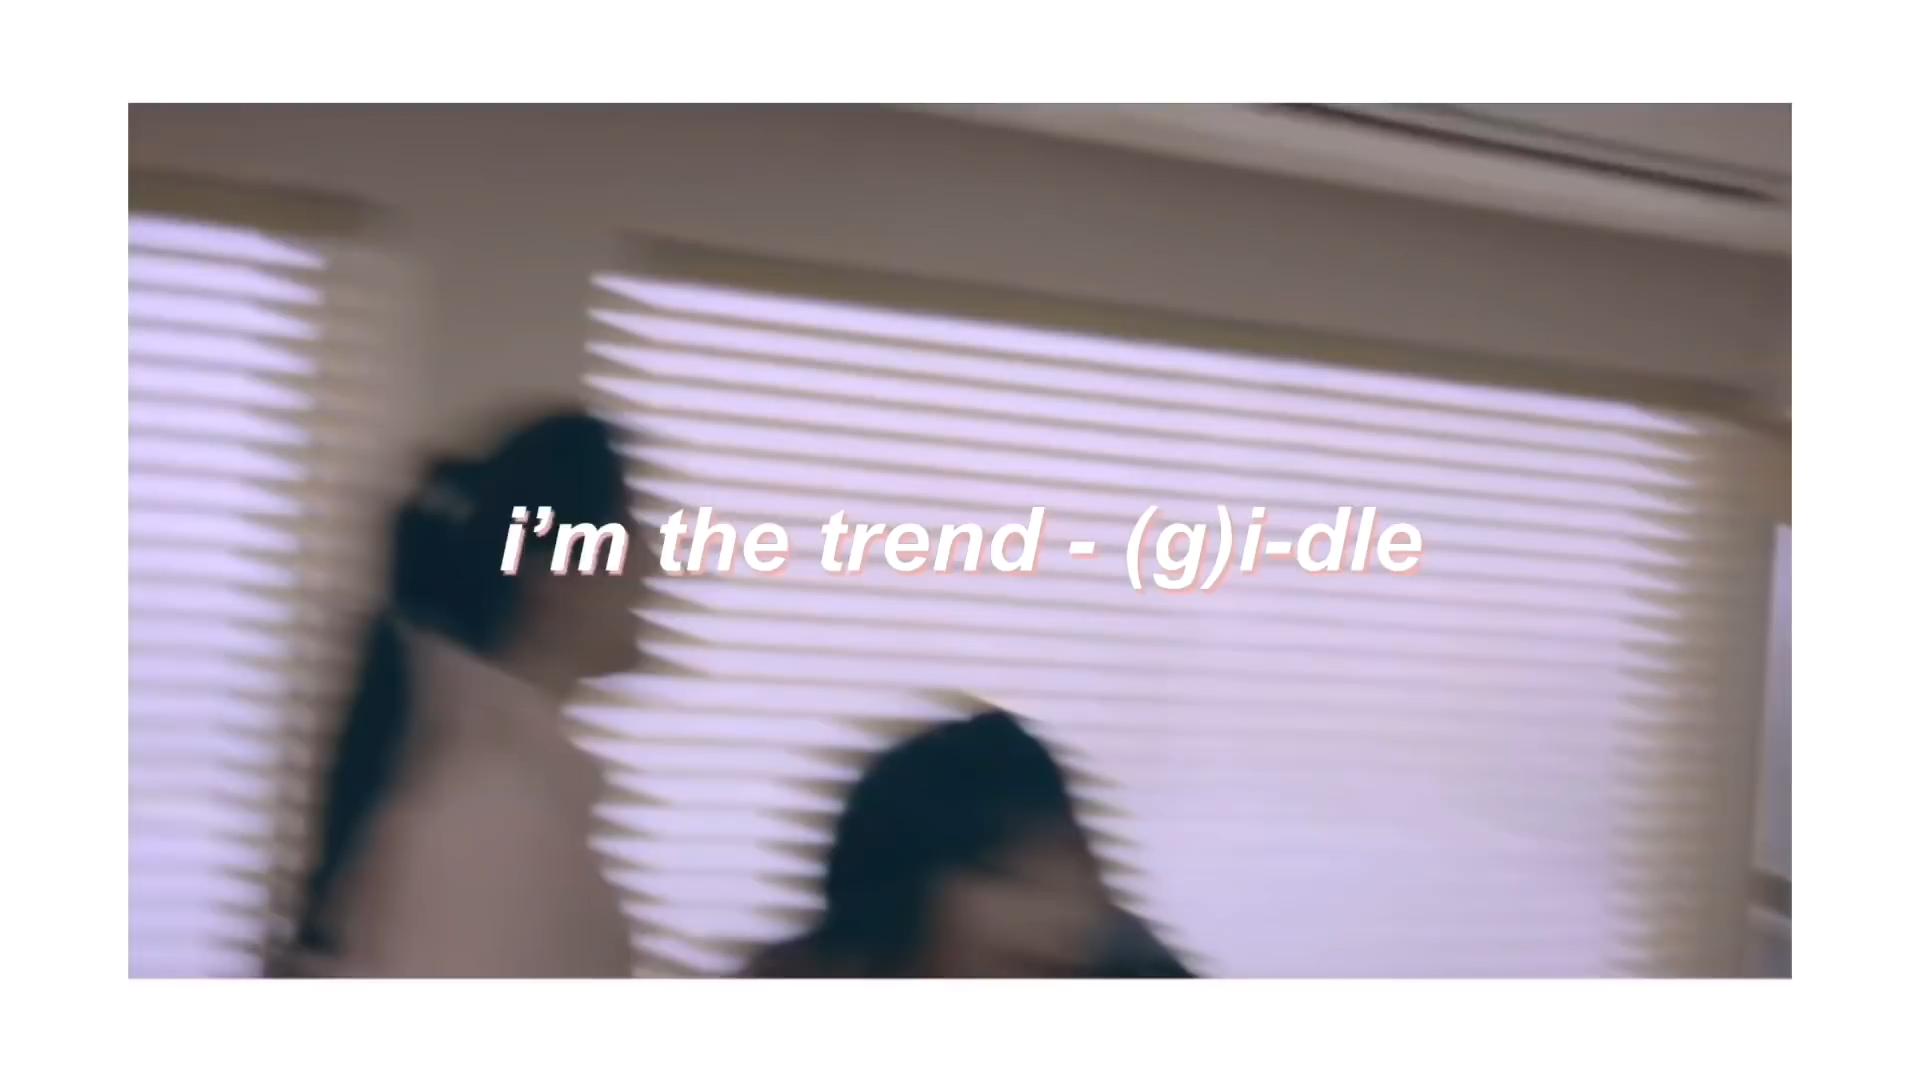 i’m the trend - (g)i-dle